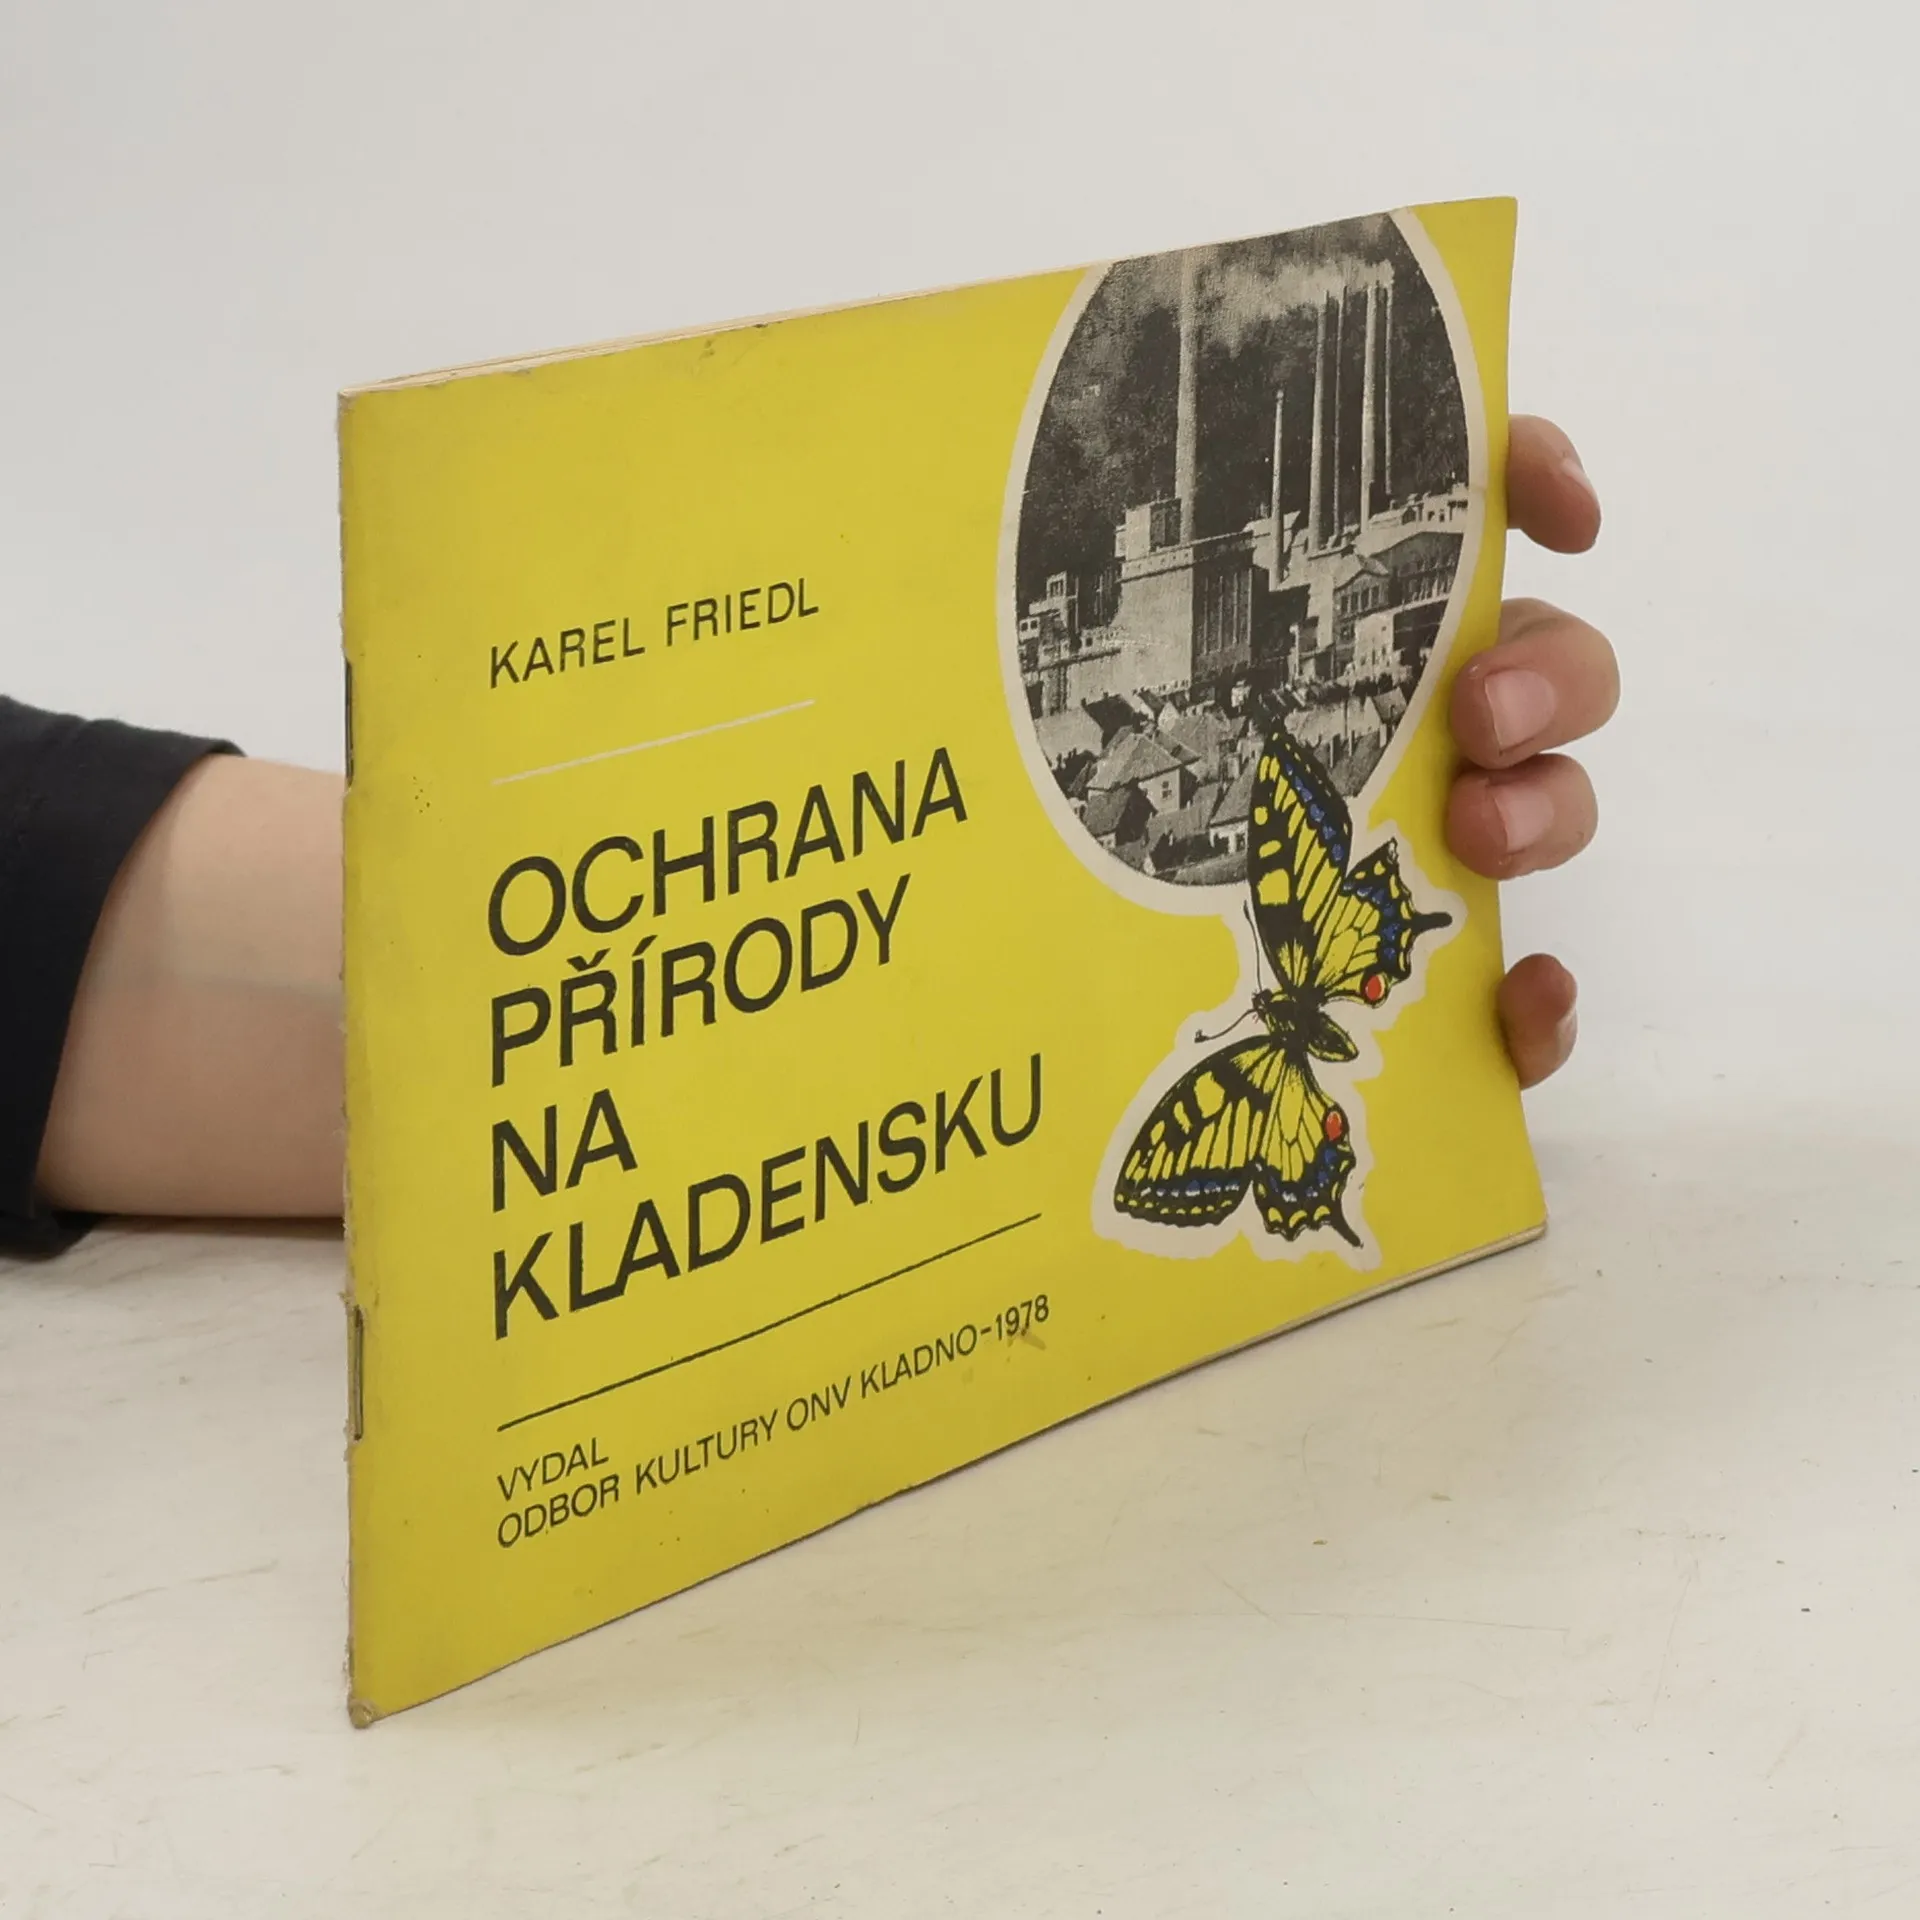 KAREL FRIEDL
OCHRANA
PŘÍRODY
NA
KLADENSKU
VYDAL
ODBOR KULTURY ONV KLADNO-1978